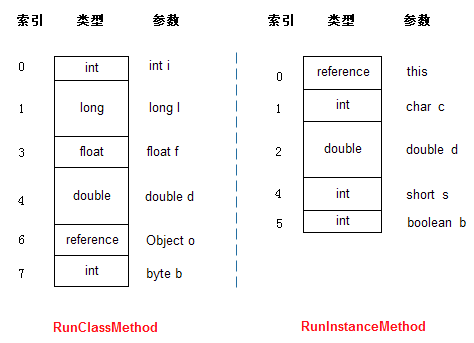 索引 类型 参数
0 int int i
1 long long l
3 float float f
4 double double d
6 reference Object o
7 int byte b
RunClassMethod
索引 类型 参数
0 reference this
1 int char c
2 double double d
4 int short s
5 int boolean b
RunInstanceMethod